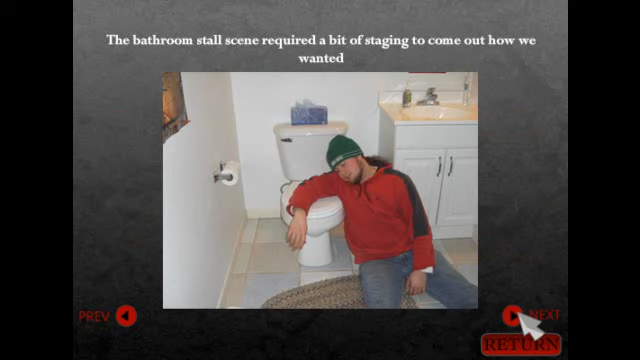 The bathroom stall scene required a bit of staging to come out how we
wanted
PREV
NEXT
RETURN